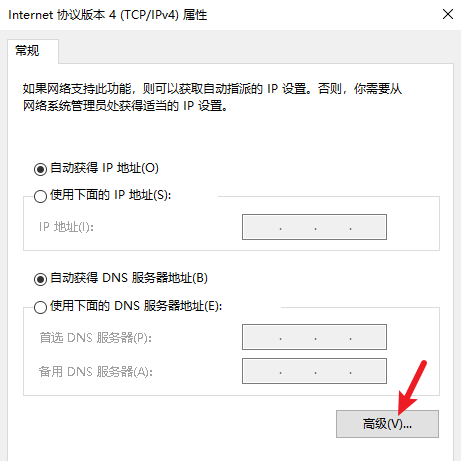 Internet 协议版本 4 (TCP/IPv4) 属性
常规
如果网络支持此功能，则可以获取自动指派的 IP 设置。否则，你需要从
网络系统管理员处获得适当的 IP 设置。
自动获得 IP 地址(O)
使用下面的 IP 地址(S):
IP 地址(I):
自动获得 DNS 服务器地址(B)
使用下面的 DNS 服务器地址(E):
首选 DNS 服务器(P):
备用 DNS 服务器(A):
高级(V)...